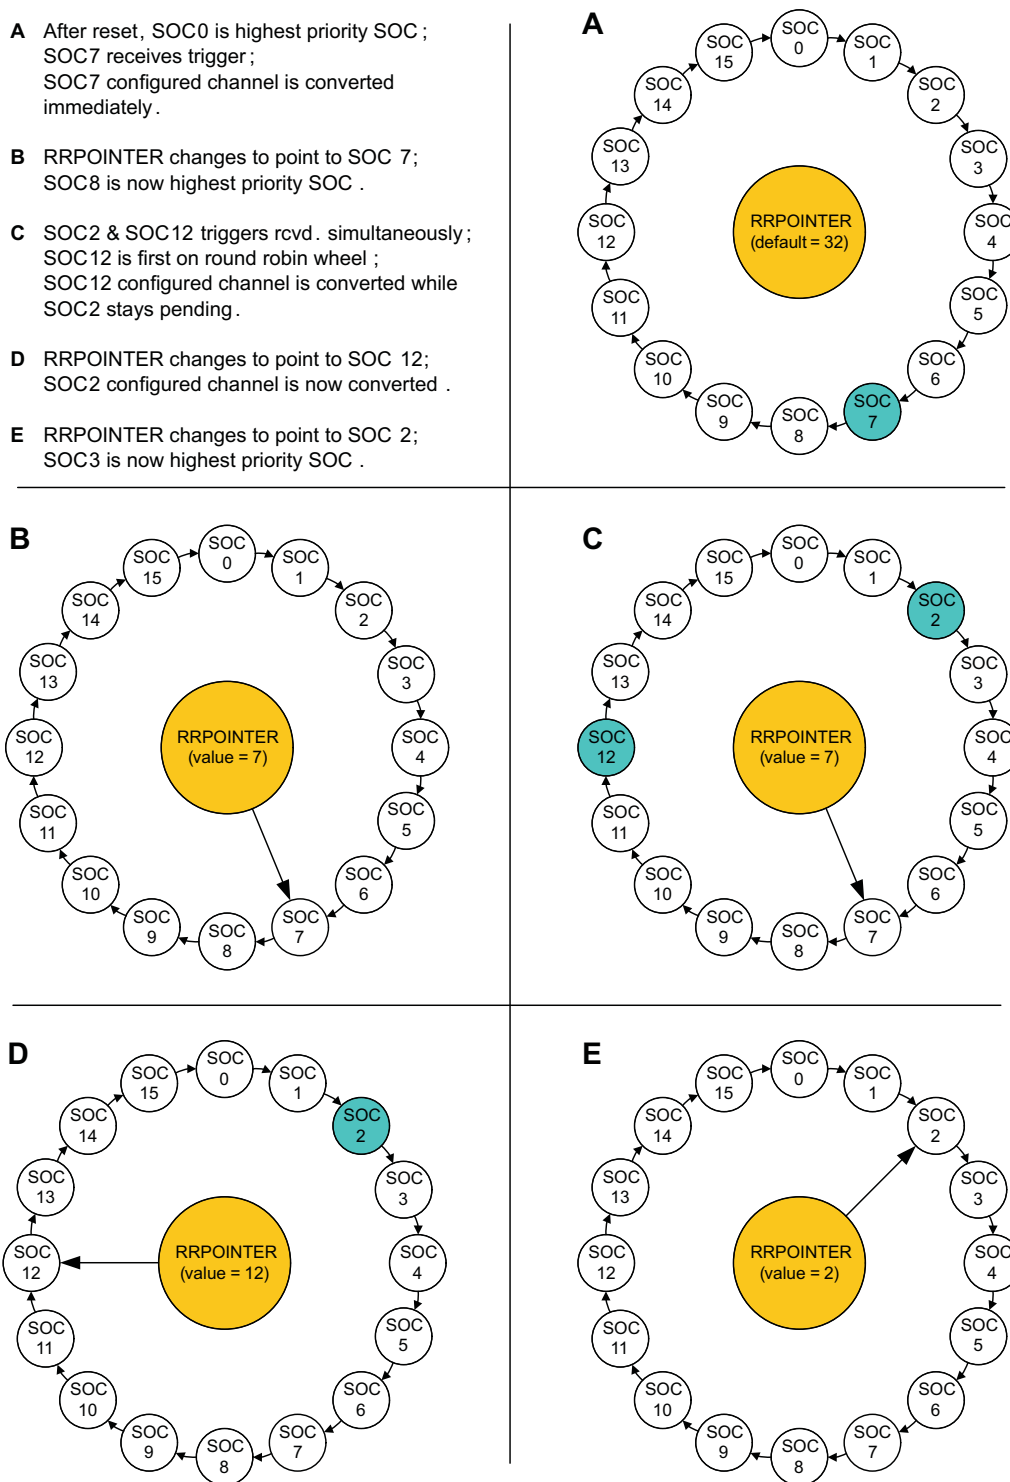 A After reset, SOC0 is highest priority SOC ;
SOC7 receives trigger ;
SOC7 configured channel is converted
immediately .
B RRPOINTER changes to point to SOC 7;
SOC8 is now highest priority SOC .
C SOC2 & SOC12 triggers rcvd. simultaneously ;
SOC12 is first on round robin wheel ;
SOC12 configured channel is converted while
SOC2 stays pending .
D RRPOINTER changes to point to SOC 12;
SOC2 configured channel is now converted .
E RRPOINTER changes to point to SOC 2;
SOC3 is now highest priority SOC .
A
SOC
0
SOC
1
SOC
2
SOC
3
SOC
4
SOC
5
SOC
6
SOC
7
SOC
8
SOC
9
SOC
10
SOC
11
SOC
12
SOC
13
SOC
14
SOC
15
RRPOINTER
(default = 32)
B
SOC
0
SOC
1
SOC
2
SOC
3
SOC
4
SOC
5
SOC
6
SOC
7
SOC
8
SOC
9
SOC
10
SOC
11
SOC
12
SOC
13
SOC
14
SOC
15
RRPOINTER
(value = 7)
C
SOC
0
SOC
1
SOC
2
SOC
3
SOC
4
SOC
5
SOC
6
SOC
7
SOC
8
SOC
9
SOC
10
SOC
11
SOC
12
SOC
13
SOC
14
SOC
15
RRPOINTER
(value = 7)
D
SOC
0
SOC
1
SOC
2
SOC
3
SOC
4
SOC
5
SOC
6
SOC
7
SOC
8
SOC
9
SOC
10
SOC
11
SOC
12
SOC
13
SOC
14
SOC
15
RRPOINTER
(value = 12)
E
SOC
0
SOC
1
SOC
2
SOC
3
SOC
4
SOC
5
SOC
6
SOC
7
SOC
8
SOC
9
SOC
10
SOC
11
SOC
12
SOC
13
SOC
14
SOC
15
RRPOINTER
(value = 2)